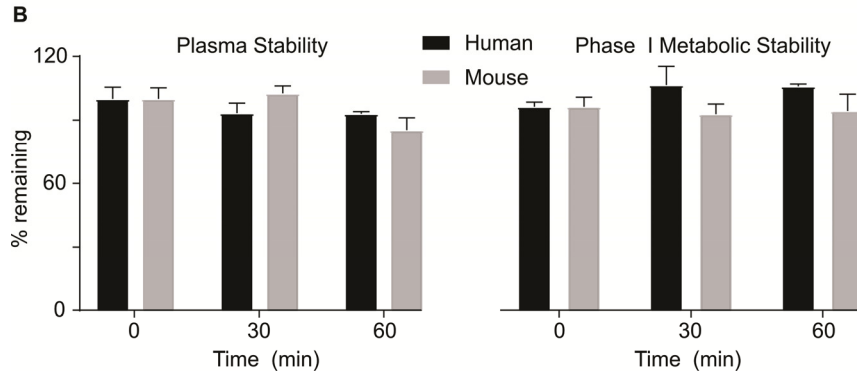 B
Plasma Stability
Human
Mouse
Phase I Metabolic Stability
% remaining
120
60
0
0 30 60
Time (min)
0 30 60
Time (min)